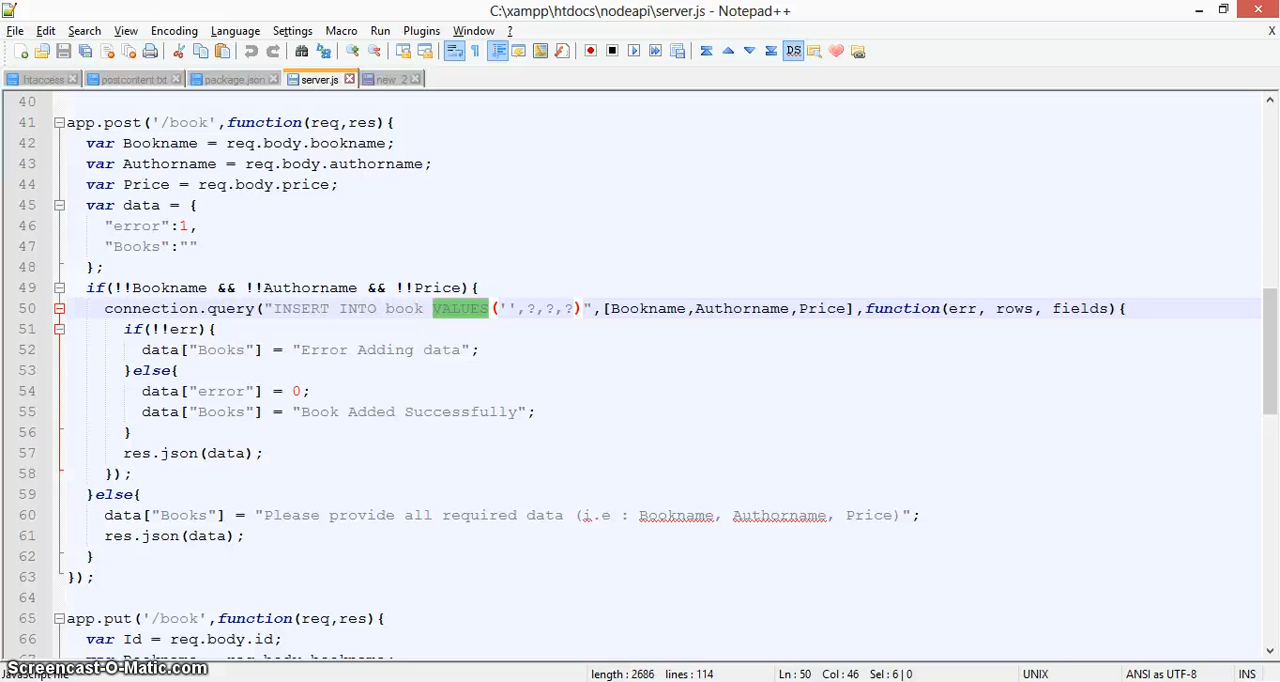 C:\xampp\htdocs\nodeapi\server.js - Notepad++
File Edit Search View Encoding Language Settings Macro Run Plugins Window ? X
htaccess postcontent.txt package.json server.js new 2
40
41 app.post('/book',function(req,res){
42 var Bookname = req.body.bookname;
43 var Authorname = req.body.authorname;
44 var Price = req.body.price;
45 var data = {
46 "error":1,
47 "Books":""
48 };
49 if(!!Bookname && !!Authorname && !!Price){
50 connection.query("INSERT INTO book VALUES('',?,?,?)",[Bookname,Authorname,Price],function(err, rows, fields){
51 if(!!err){
52 data["Books"] = "Error Adding data";
53 }else{
54 data["error"] = 0;
55 data["Books"] = "Book Added Successfully";
56 }
57 res.json(data);
58 });
59 }else{
60 data["Books"] = "Please provide all required data (i.e : Bookname, Authorname, Price)";
61 res.json(data);
62 }
63 });
64
65 app.put('/book',function(req,res){
66 var Id = req.body.id;
Screencast-O-Matic.com
length : 2686 lines : 114 Ln : 50 Col : 46 Sel : 6 | 0 UNIX ANSI as UTF-8 INS